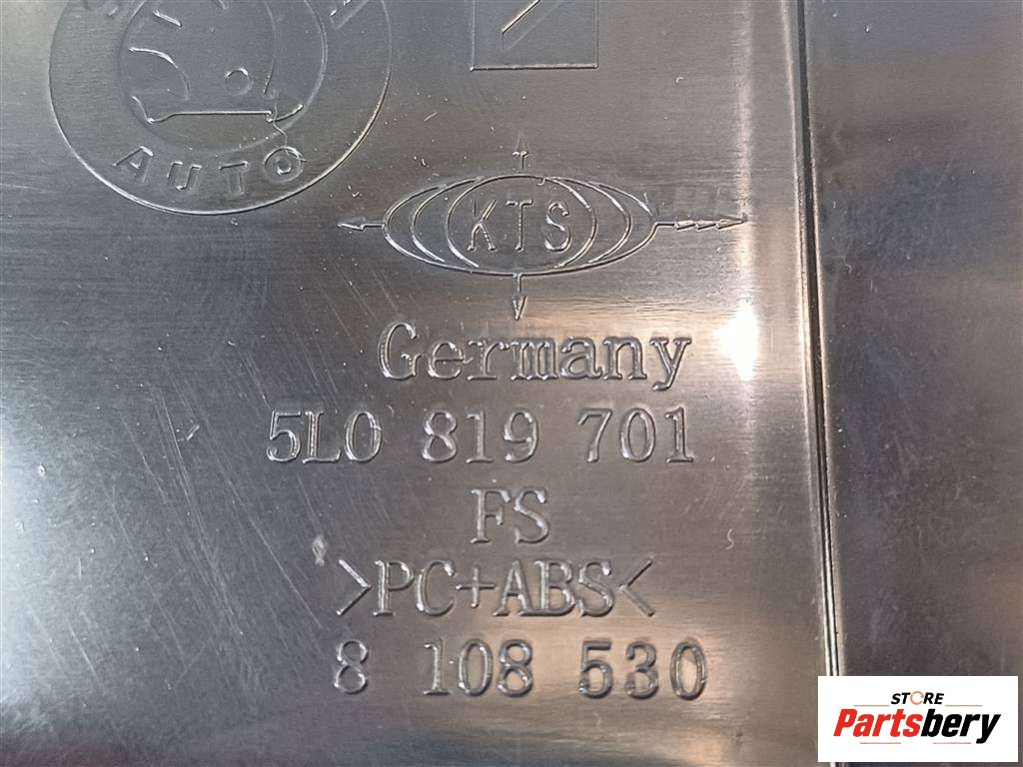 AUTO
KTS
Germany
5L0 819 701
FS
>PC+ABS<
8 108 530
STORE
Partsbery